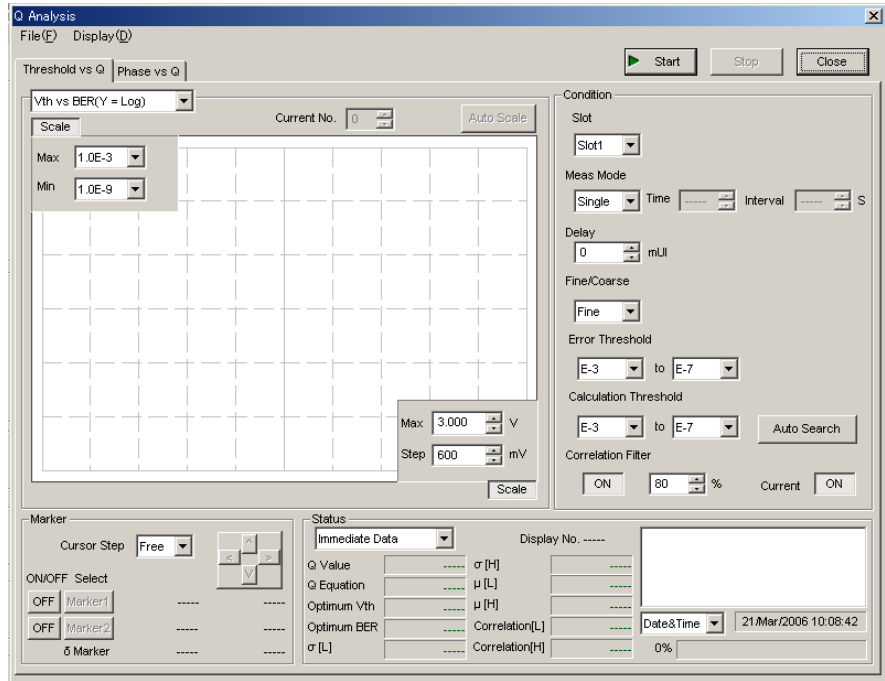 Q Analysis
File(F) Display(D)
Threshold vs Q Phase vs Q
Start Stop Close
Vth vs BER(Y = Log)
Scale
Current No. 0 Auto Scale
Max 1.0E-3
Min 1.0E-9
Max 3.000 V
Step 600 mV
Scale
Condition
Slot
Slot1
Meas Mode
Single Time ----- Interval ----- S
Delay
0 mUI
Fine/Coarse
Fine
Error Threshold
E-3 to E-7
Calculation Threshold
E-3 to E-7 Auto Search
Correlation Filter
ON 80 % Current ON
Marker
Cursor Step Free
ON/OFF Select
OFF Marker1 ----- -----
OFF Marker2 ----- -----
δ Marker ----- -----
Status
Immediate Data Display No. -----
Q Value ----- σ [H] -----
Q Equation ----- μ [L] -----
Optimum Vth ----- μ [H] -----
Optimum BER ----- Correlation[L] -----
σ [L] ----- Correlation[H] -----
Date&Time 21/Mar/2006 10:08:42
0%